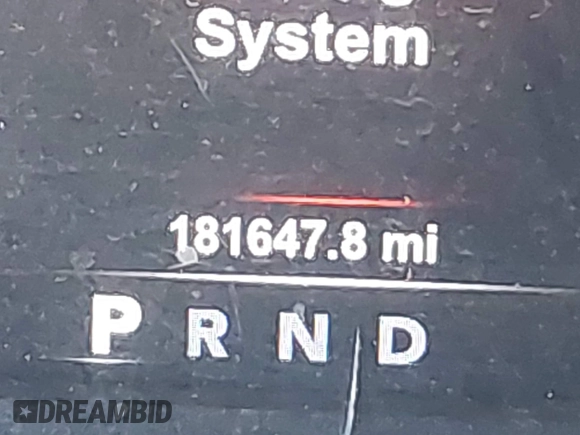 System
181647.8 mi
P R N D
DREAMBID